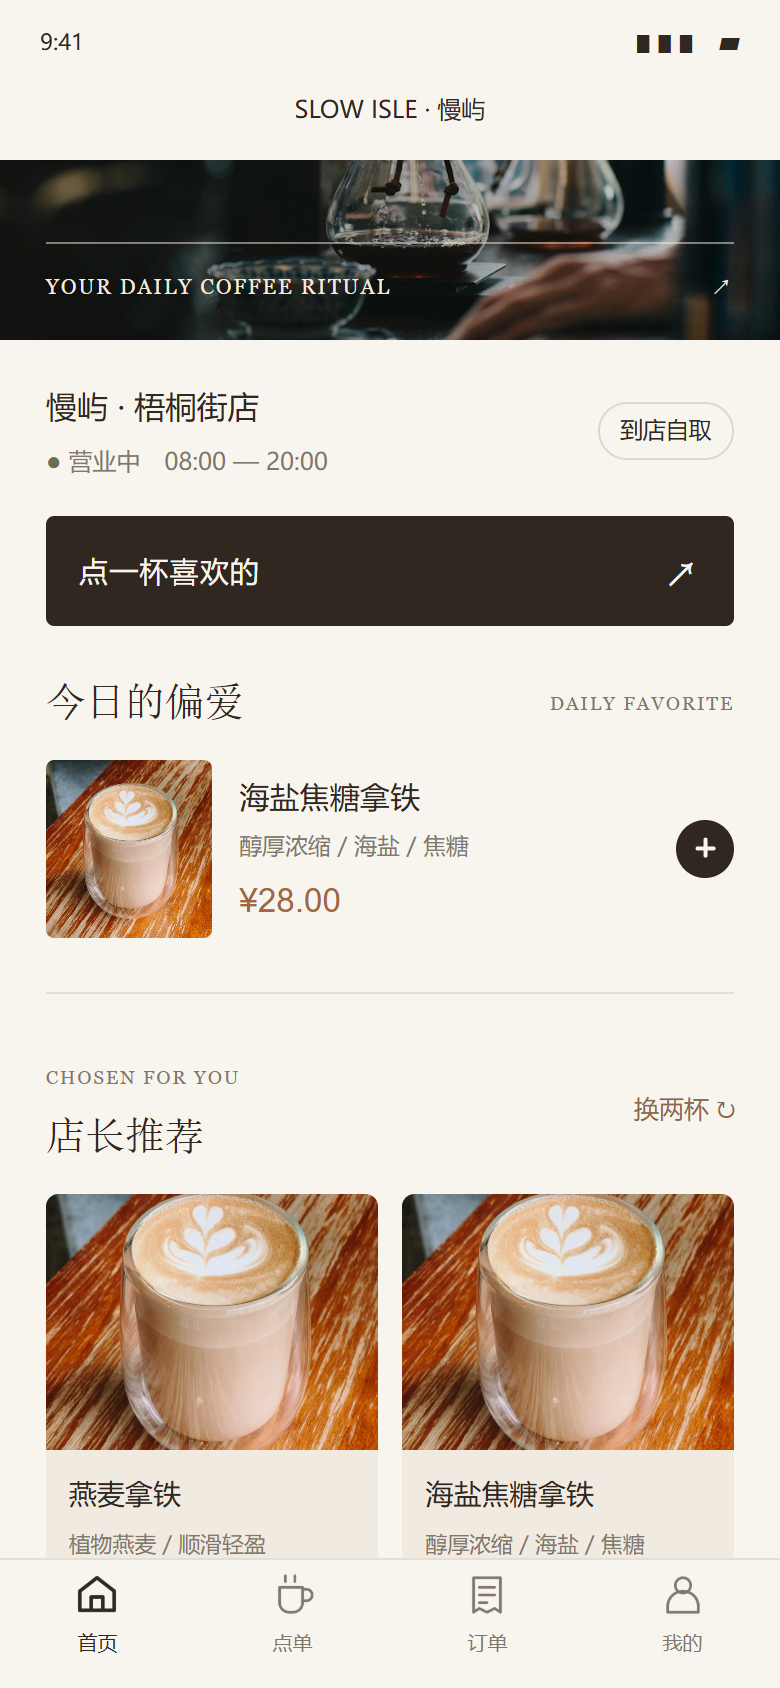 9:41
SLOW ISLE · 慢屿
YOUR DAILY COFFEE RITUAL ↗
慢屿 · 梧桐街店
到店自取
● 营业中 08:00 — 20:00
点一杯喜欢的 ↗
今日的偏爱
DAILY FAVORITE
海盐焦糖拿铁
醇厚浓缩 / 海盐 / 焦糖
¥28.00
CHOSEN FOR YOU
店长推荐
换两杯 ↻
燕麦拿铁
植物燕麦 / 顺滑轻盈
海盐焦糖拿铁
醇厚浓缩 / 海盐 / 焦糖
首页
点单
订单
我的